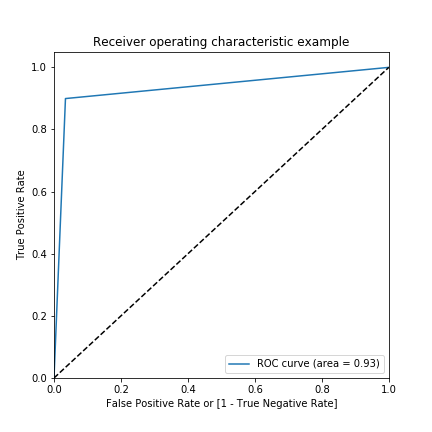 Receiver operating characteristic example
True Positive Rate
1.0
0.8
0.6
0.4
0.2
0.0
ROC curve (area = 0.93)
0.0 0.2 0.4 0.6 0.8 1.0
False Positive Rate or [1 - True Negative Rate]